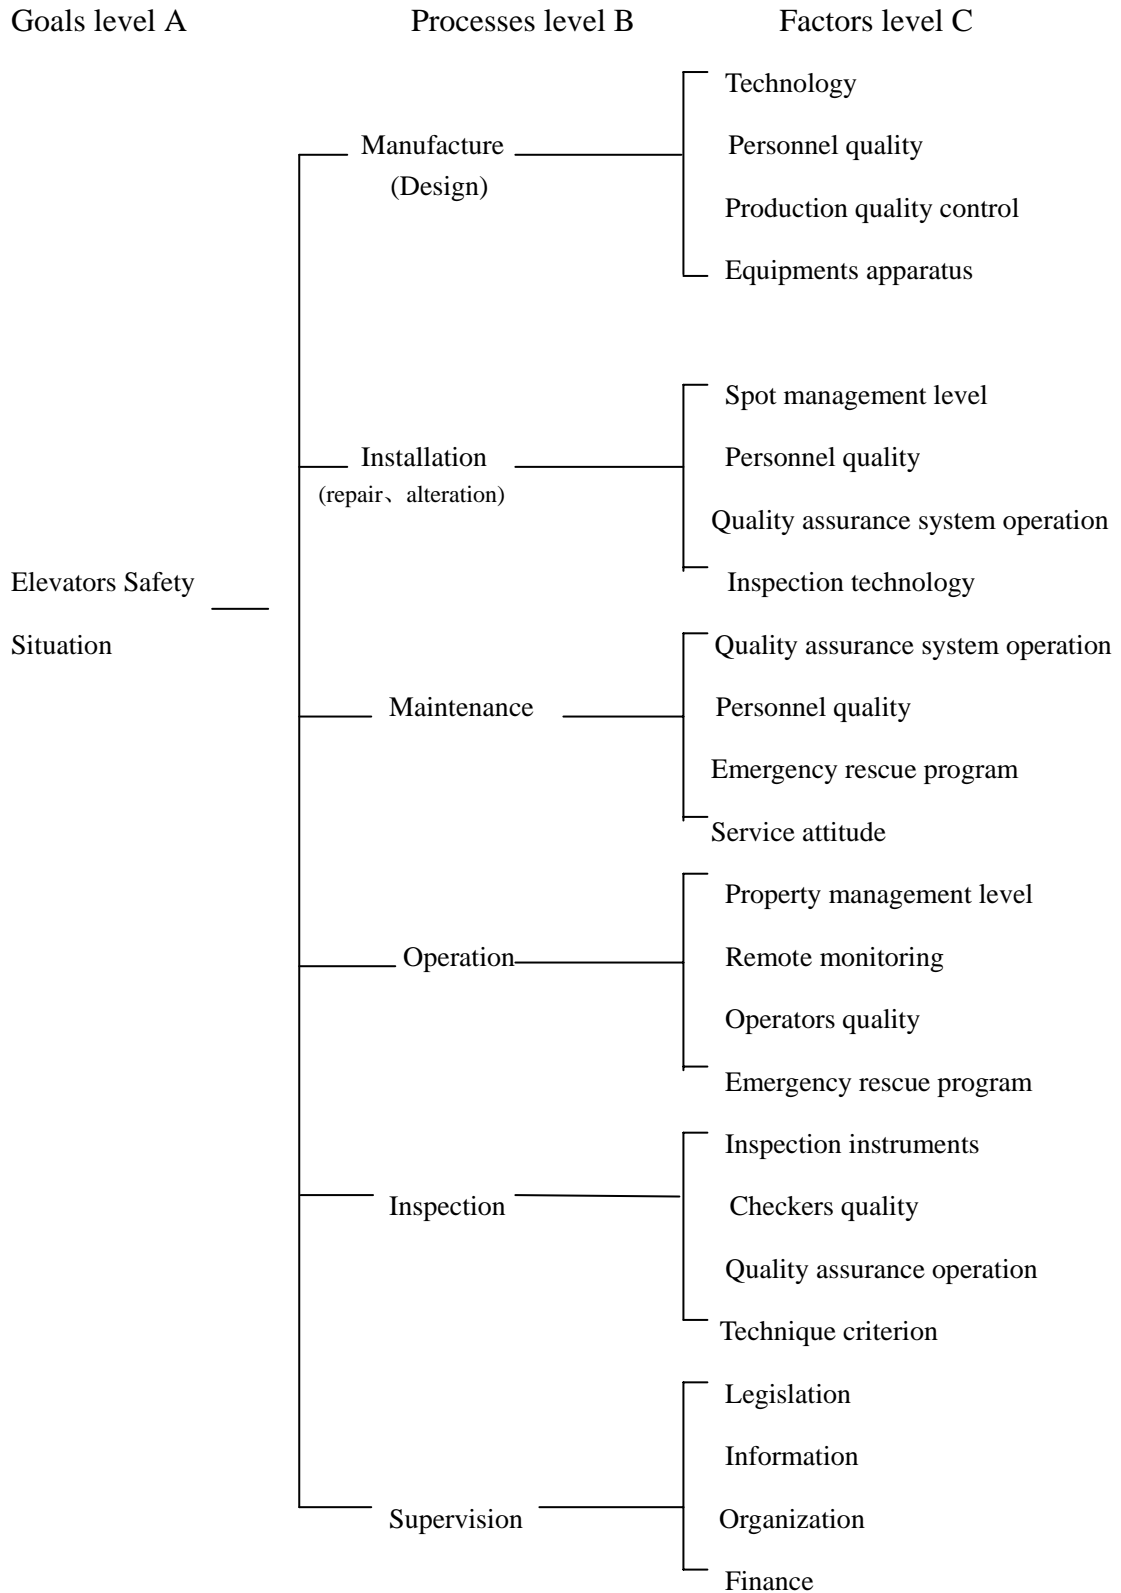 Goals level A
Processes level B
Factors level C
Technology
Manufacture
(Design)
Personnel quality
Production quality control
Equipments apparatus
Spot management level
Installation
(repair、alteration)
Personnel quality
Quality assurance system operation
Inspection technology
Elevators Safety
Situation
Quality assurance system operation
Maintenance
Personnel quality
Emergency rescue program
Service attitude
Property management level
Operation
Remote monitoring
Operators quality
Emergency rescue program
Inspection instruments
Inspection
Checkers quality
Quality assurance operation
Technique criterion
Legislation
Information
Supervision
Organization
Finance